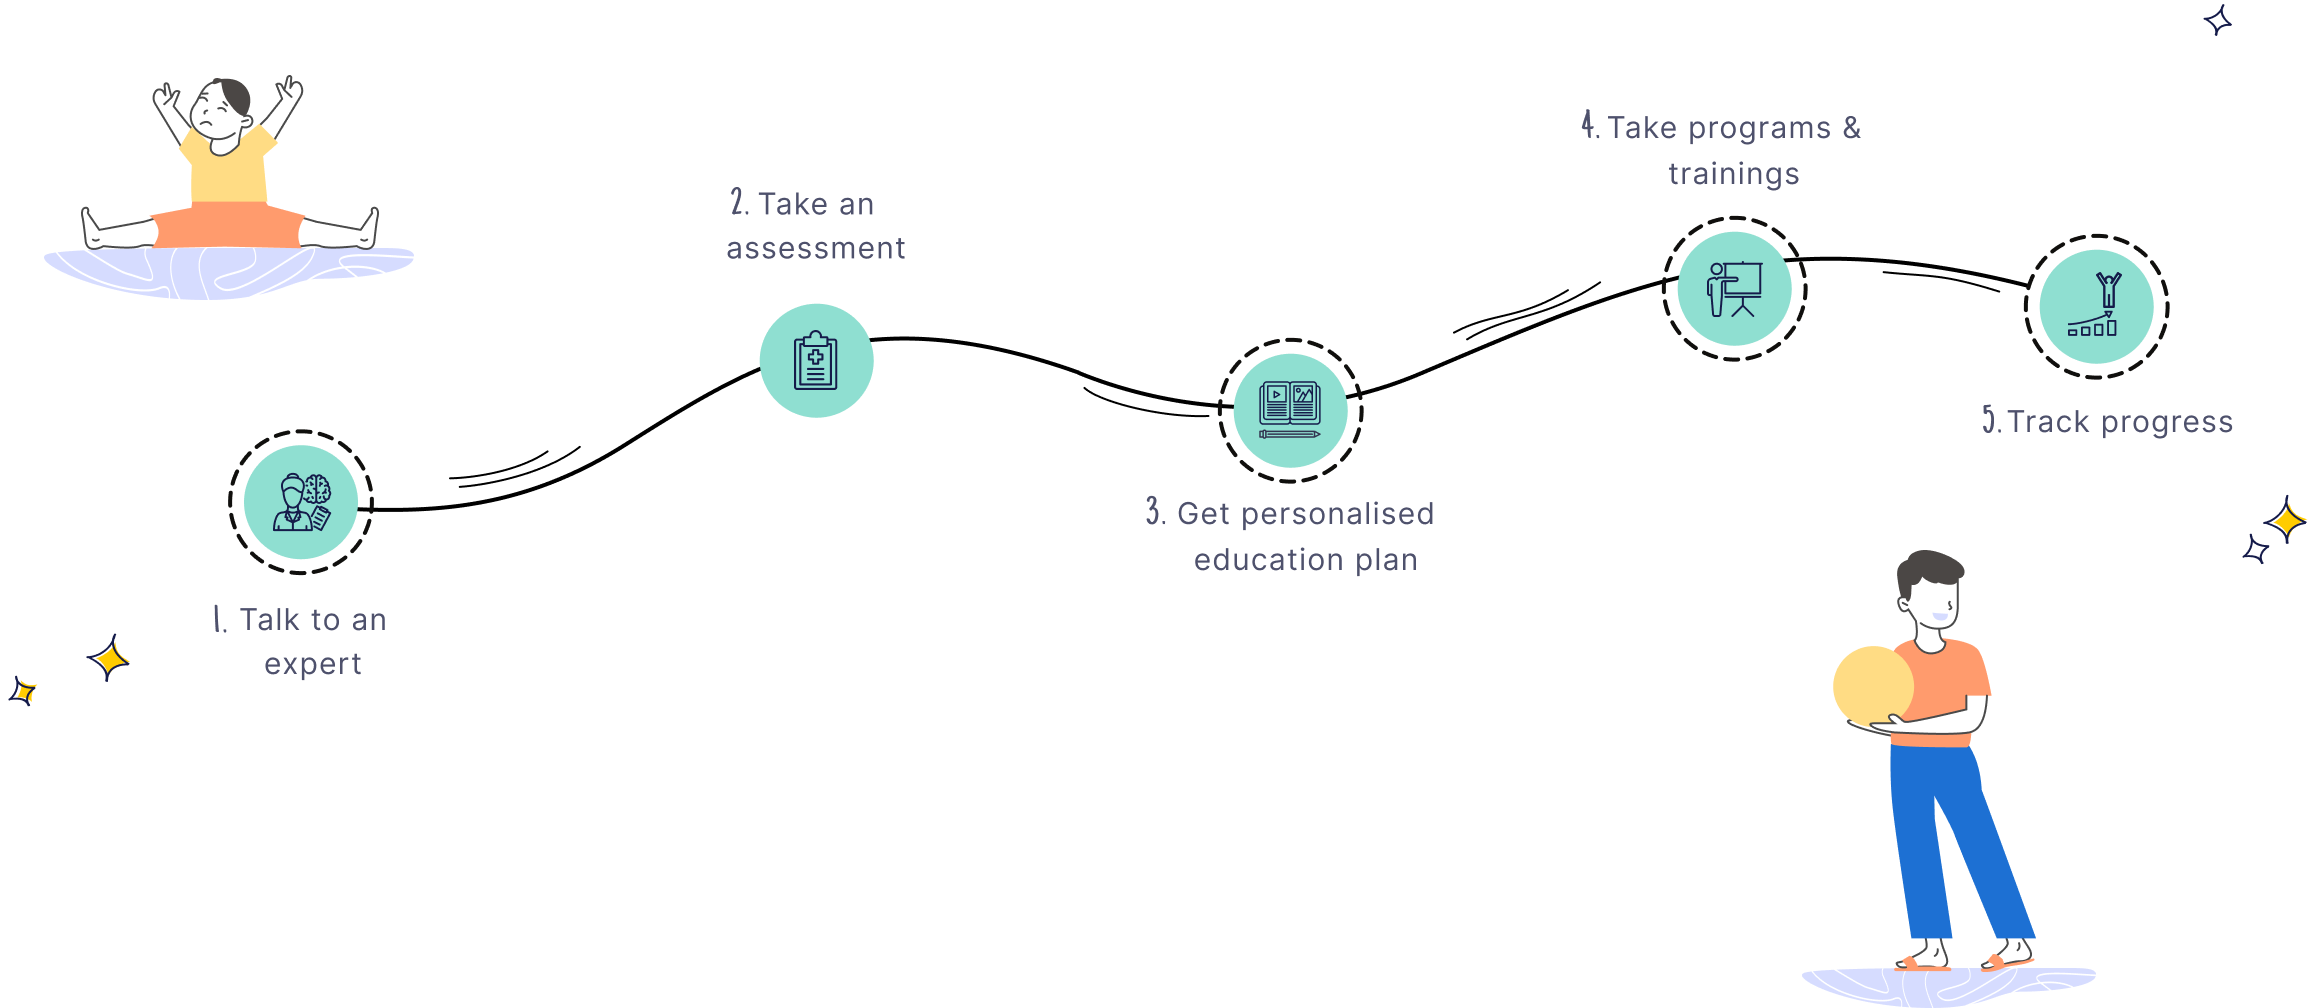 1. Talk to an
expert
2. Take an
assessment
3. Get personalised
education plan
4. Take programs &
trainings
5. Track progress